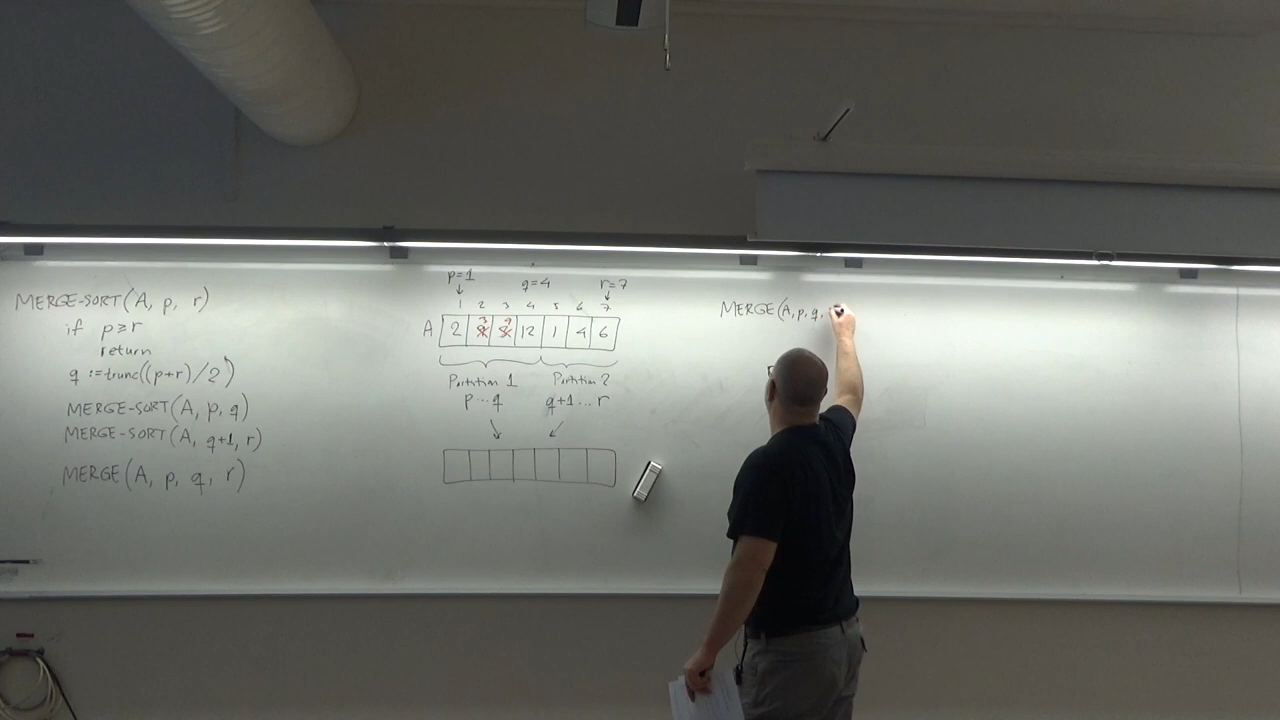 MERGE-SORT(A, p, r)
if p≥r
return
q :=trunc((p+r)/2)
MERGE-SORT(A, p, q)
MERGE-SORT(A, q+1, r)
MERGE(A, p, q, r)
p=1 q=4 r=7
1 2 3 4 5 6 7
3 9
A 2 8 12 1 4 6
Partition 1 Partition 2
p...q q+1...r
MERGE(A, p, q,